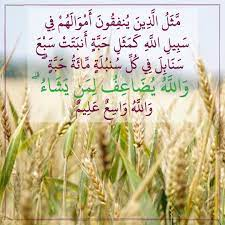 مَّثَلُ الَّذِينَ يُنفِقُونَ أَمْوَالَهُمْ فِي
سَبِيلِ اللَّهِ كَمَثَلِ حَبَّةٍ أَنبَتَتْ سَبْعَ
سَنَابِلَ فِي كُلِّ سُنبُلَةٍ مِّائَةُ حَبَّةٍ ۗ
وَاللَّهُ يُضَاعِفُ لِمَن يَشَاءُ ۗ
وَاللَّهُ وَاسِعٌ عَلِيمٌ